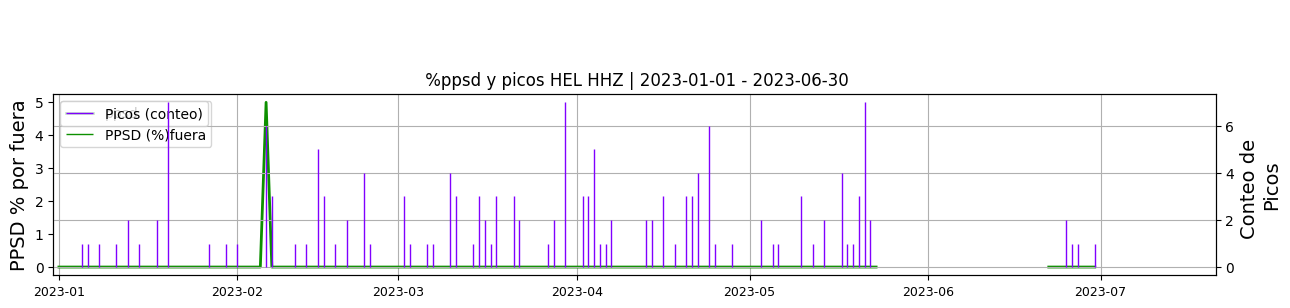 %ppsd y picos HEL HHZ | 2023-01-01 - 2023-06-30
PPSD % por fuera
5
4
3
2
1
0
Picos (conteo)
PPSD (%)fuera
6
4
2
0
Conteo de
Picos
2023-01
2023-02
2023-03
2023-04
2023-05
2023-06
2023-07